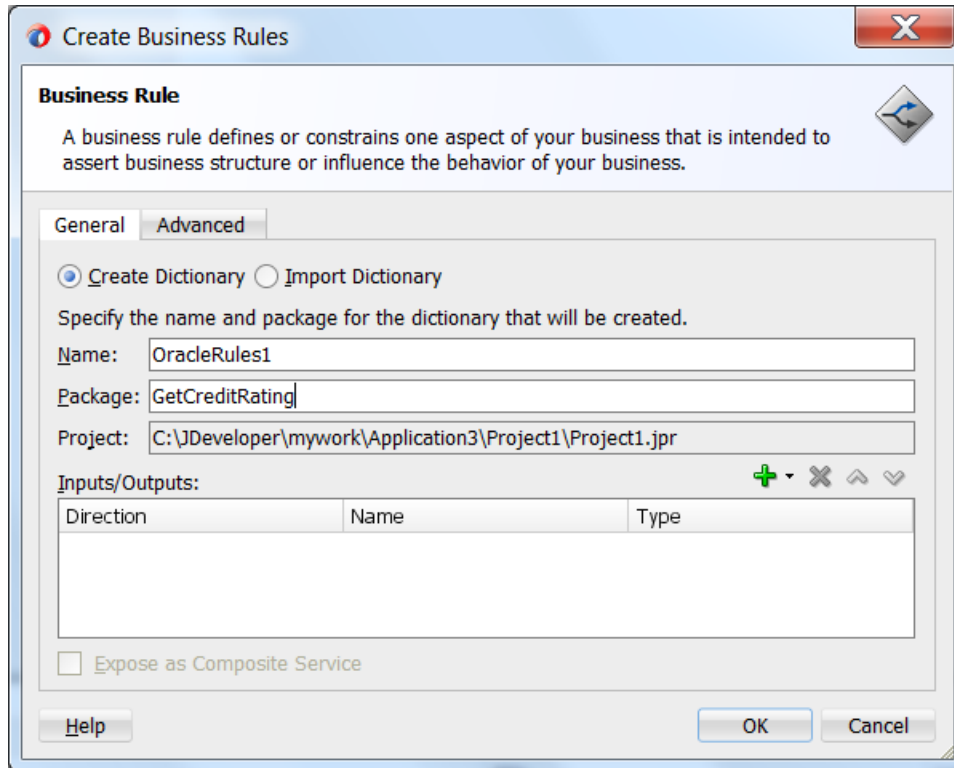 Create Business Rules
Business Rule
A business rule defines or constrains one aspect of your business that is intended to
assert business structure or influence the behavior of your business.
General Advanced
Create Dictionary Import Dictionary
Specify the name and package for the dictionary that will be created.
Name: OracleRules1
Package: GetCreditRating
Project: C:\JDeveloper\mywork\Application3\Project1\Project1.jpr
Inputs/Outputs:
Direction Name Type
Expose as Composite Service
Help OK Cancel